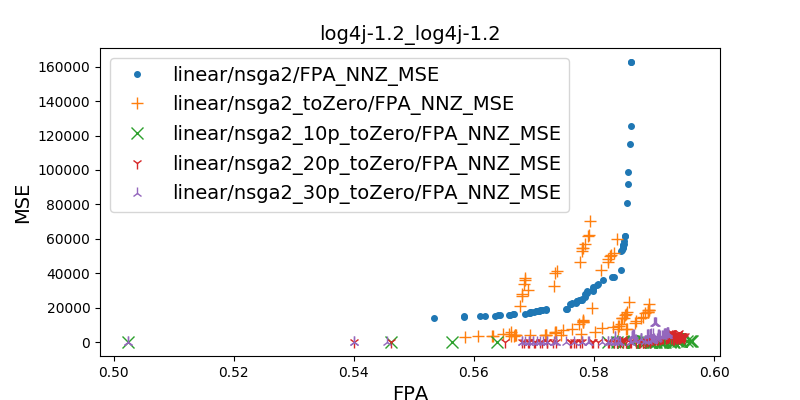 log4j-1.2_log4j-1.2
linear/nsga2/FPA_NNZ_MSE
linear/nsga2_toZero/FPA_NNZ_MSE
linear/nsga2_10p_toZero/FPA_NNZ_MSE
linear/nsga2_20p_toZero/FPA_NNZ_MSE
linear/nsga2_30p_toZero/FPA_NNZ_MSE
MSE
160000
140000
120000
100000
80000
60000
40000
20000
0
0.50 0.52 0.54 0.56 0.58 0.60
FPA